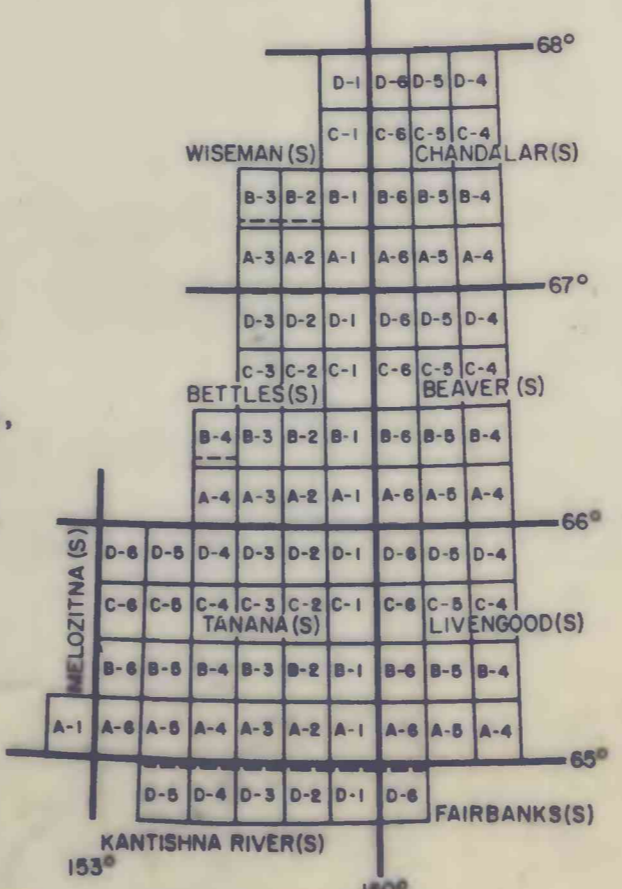 68°
D-1 D-6 D-5 D-4
C-1 C-6 C-5 C-4
WISEMAN (S) CHANDALAR(S)
B-3 B-2 B-1 B-6 B-5 B-4
A-3 A-2 A-1 A-6 A-5 A-4
67°
D-3 D-2 D-1 D-6 D-5 D-4
C-3 C-2 C-1 C-6 C-5 C-4
BETTLES(S) BEAVER (S)
B-4 B-3 B-2 B-1 B-6 B-5 B-4
A-4 A-3 A-2 A-1 A-6 A-5 A-4
66°
MELOZITNA (S)
D-6 D-5 D-4 D-3 D-2 D-1 D-6 D-5 D-4
C-6 C-5 C-4 C-3 C-2 C-1 C-6 C-5 C-4
TANANA (S) LIVENGOOD(S)
B-6 B-5 B-4 B-3 B-2 B-1 B-6 B-5 B-4
A-1 A-6 A-5 A-4 A-3 A-2 A-1 A-6 A-5 A-4
65°
D-5 D-4 D-3 D-2 D-1 D-6
FAIRBANKS(S)
KANTISHNA RIVER(S)
153°
150°